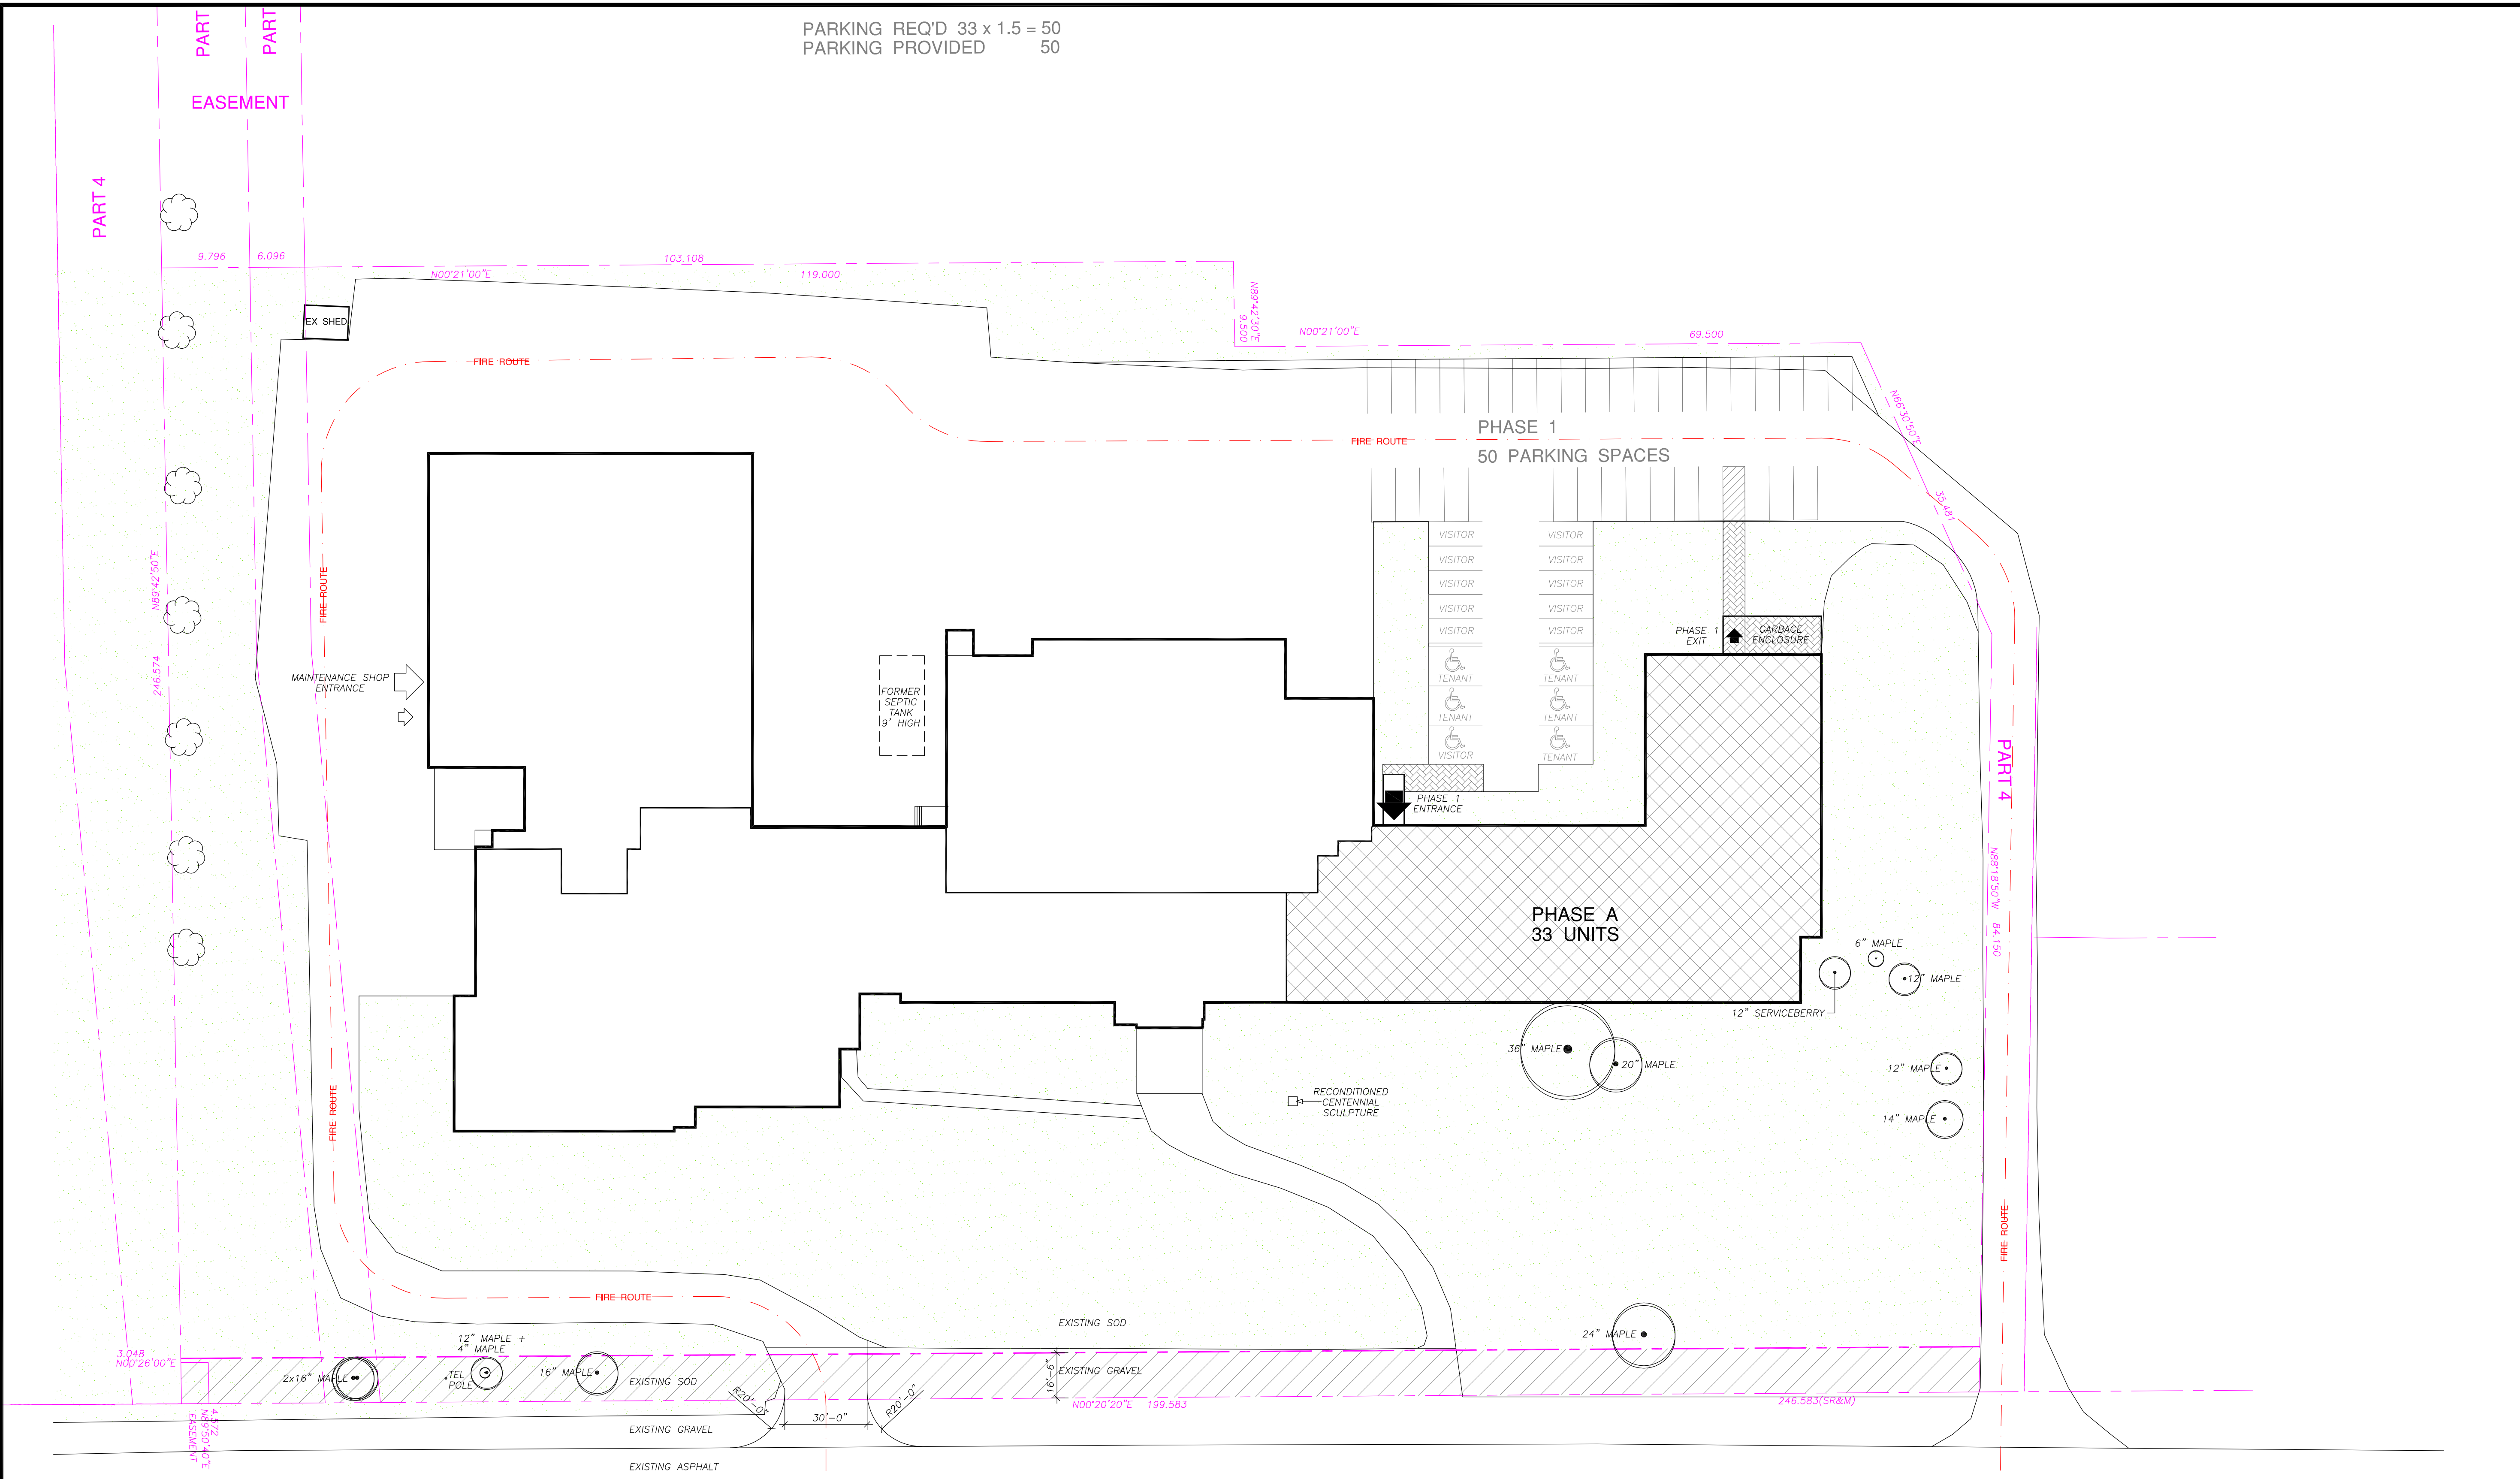 PARKING REQ'D 33 x 1.5 = 50
PARKING PROVIDED 50
PART
PART
EASEMENT
PART 4
9.796
6.096
103.108
N00°21'00"E
119.000
N89°42'30"E
9.500
N00°21'00"E
69.500
EX SHED
FIRE ROUTE
N66°30'50"E
35.481
PHASE 1
FIRE ROUTE
50 PARKING SPACES
N89°42'50"E
246.574
FIRE ROUTE
VISITOR
VISITOR
VISITOR
VISITOR
VISITOR
VISITOR
VISITOR
VISITOR
VISITOR
VISITOR
TENANT
TENANT
TENANT
TENANT
VISITOR
TENANT
PHASE 1
EXIT
GARBAGE
ENCLOSURE
MAINTENANCE SHOP
ENTRANCE
FORMER
SEPTIC
TANK
9' HIGH
PHASE 1
ENTRANCE
PART 4
N88°18'50"W 84.150
PHASE A
33 UNITS
6" MAPLE
12" MAPLE
12" SERVICEBERRY
36" MAPLE
20" MAPLE
12" MAPLE
14" MAPLE
RECONDITIONED
CENTENNIAL
SCULPTURE
FIRE ROUTE
FIRE ROUTE
FIRE ROUTE
EXISTING SOD
24" MAPLE
12" MAPLE +
4" MAPLE
3.048
N00°26'00"E
2x16" MAPLE
TEL
POLE
16" MAPLE
EXISTING SOD
16'-6"
EXISTING GRAVEL
R20'-0"
30'-0"
R20'-0"
N00°20'20"E 199.583
246.583(SR&M)
4.572
N89°50'40"E
EASEMENT
EXISTING GRAVEL
EXISTING ASPHALT